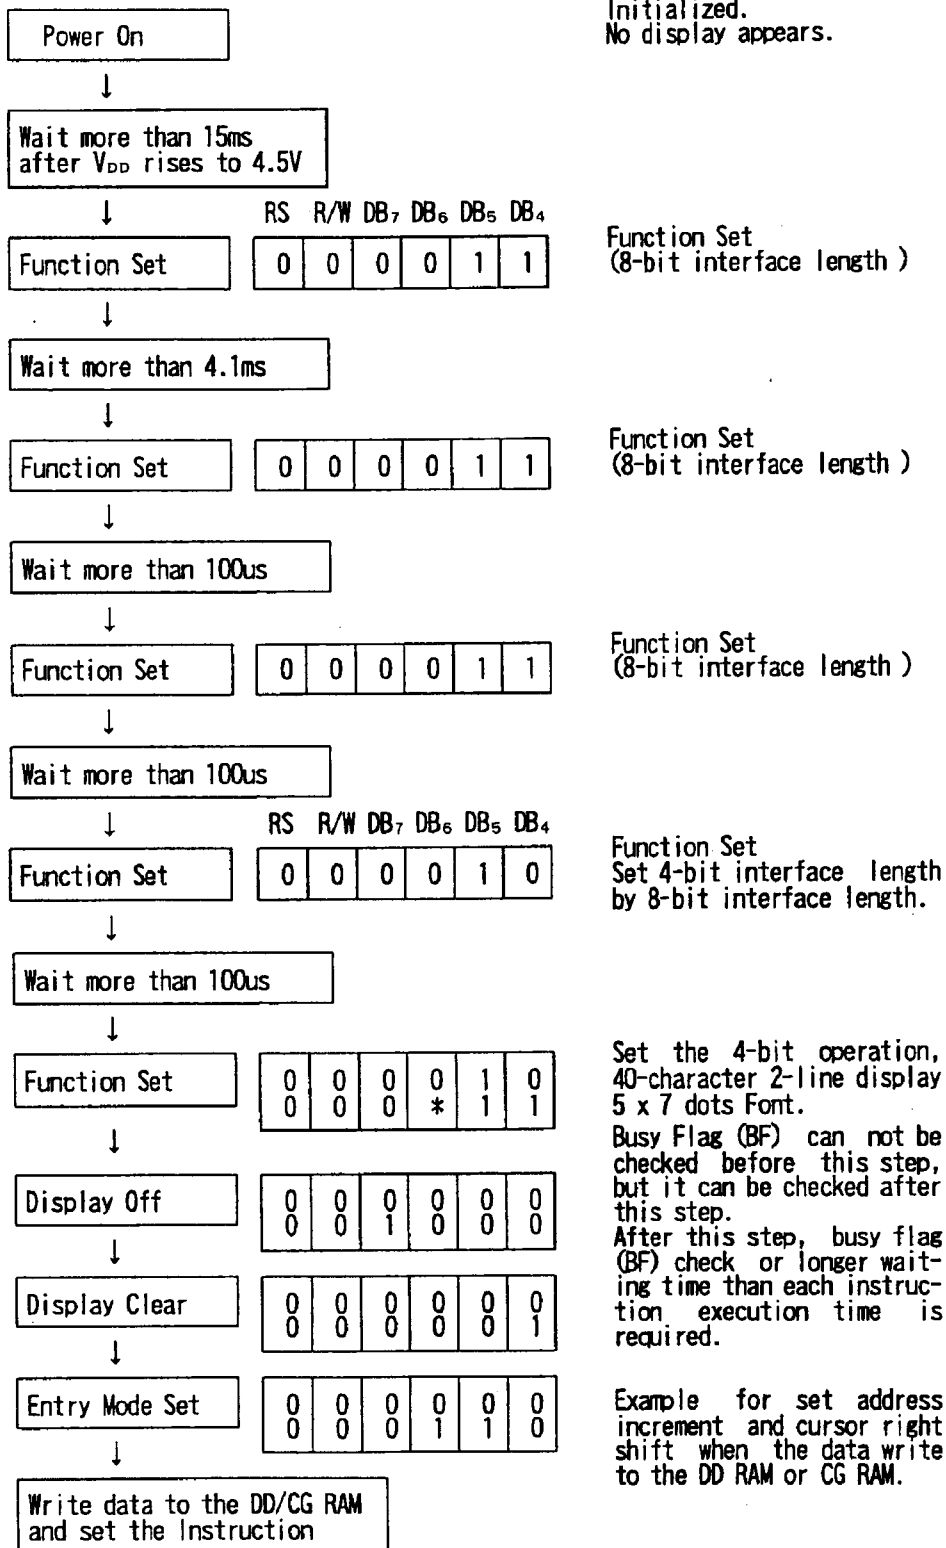 Initialized.
No display appears.
Power On
↓
Wait more than 15ms
after VDD rises to 4.5V
↓
RS R/W DB7 DB6 DB5 DB4
Function Set
0 0 0 0 1 1
Function Set
(8-bit interface length )
↓
Wait more than 4.1ms
↓
Function Set
0 0 0 0 1 1
Function Set
(8-bit interface length )
↓
Wait more than 100us
↓
Function Set
0 0 0 0 1 1
Function Set
(8-bit interface length )
↓
Wait more than 100us
↓
RS R/W DB7 DB6 DB5 DB4
Function Set
0 0 0 0 1 0
Function Set
Set 4-bit interface length
by 8-bit interface length.
↓
Wait more than 100us
↓
Function Set
0 0 0 0 1 0
0 0 0 * 1 1
Set the 4-bit operation,
40-character 2-line display
5 x 7 dots Font.
Busy Flag (BF) can not be
checked before this step,
but it can be checked after
this step.
After this step, busy flag
(BF) check or longer wait-
ing time than each instruc-
tion execution time is
required.
↓
Display Off
0 0 0 0 0 0
0 0 1 0 0 0
↓
Display Clear
0 0 0 0 0 0
0 0 0 0 0 1
↓
Entry Mode Set
0 0 0 0 0 0
0 0 0 1 1 0
Example for set address
increment and cursor right
shift when the data write
to the DD RAM or CG RAM.
↓
Write data to the DD/CG RAM
and set the Instruction